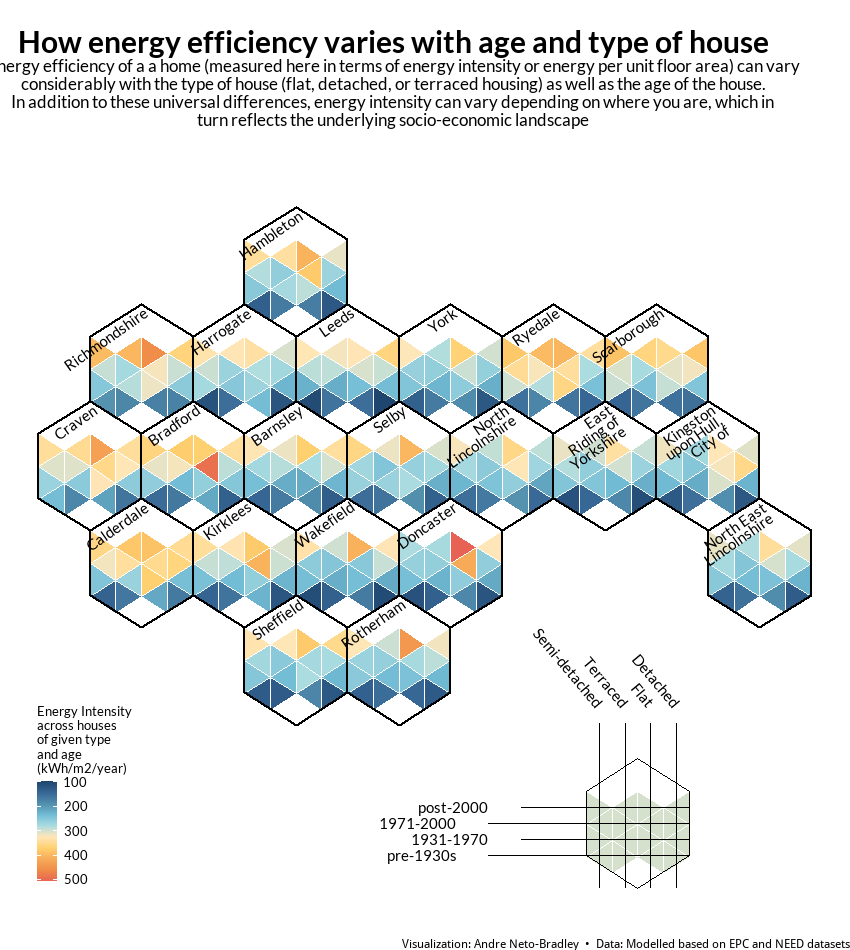 How energy efficiency varies with age and type of house
nergy efficiency of a a home (measured here in terms of energy intensity or energy per unit floor area) can vary
considerably with the type of house (flat, detached, or terraced housing) as well as the age of the house.
In addition to these universal differences, energy intensity can vary depending on where you are, which in
turn reflects the underlying socio-economic landscape
Hambleton
Richmondshire
Harrogate
Leeds
York
Ryedale
Scarborough
Craven
Bradford
Barnsley
Selby
North
Lincolnshire
East
Riding of
Yorkshire
Kingston
upon Hull,
City of
Calderdale
Kirklees
Wakefield
Doncaster
North East
Lincolnshire
Sheffield
Rotherham
Semi-detached
Terraced
Flat
Detached
post-2000
1971-2000
1931-1970
pre-1930s
Energy Intensity
across houses
of given type
and age
(kWh/m2/year)
100
200
300
400
500
Visualization: Andre Neto-Bradley • Data: Modelled based on EPC and NEED datasets